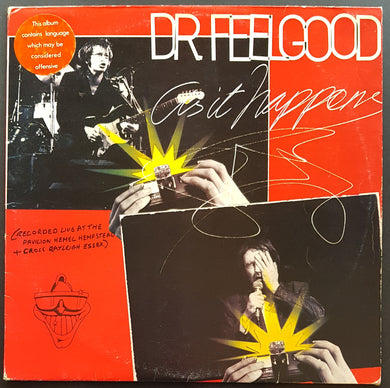 This album
contains language
which may be
considered
offensive
DR. FEELGOOD
As it happens
(RECORDED LIVE AT THE
PAVILION HEMEL HEMPSTEAD
+ CROCS RAYLEIGH ESSEX)